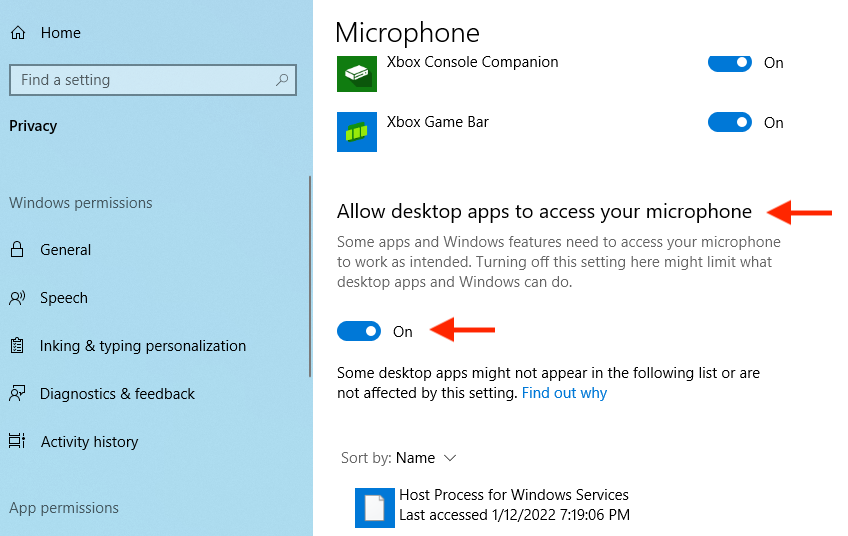 Home
Find a setting
Privacy
Windows permissions
General
Speech
Inking & typing personalization
Diagnostics & feedback
Activity history
App permissions
Microphone
Xbox Console Companion
On
Xbox Game Bar
On
Allow desktop apps to access your microphone
Some apps and Windows features need to access your microphone
to work as intended. Turning off this setting here might limit what
desktop apps and Windows can do.
On
Some desktop apps might not appear in the following list or are
not affected by this setting. Find out why
Sort by: Name
Host Process for Windows Services
Last accessed 1/12/2022 7:19:06 PM